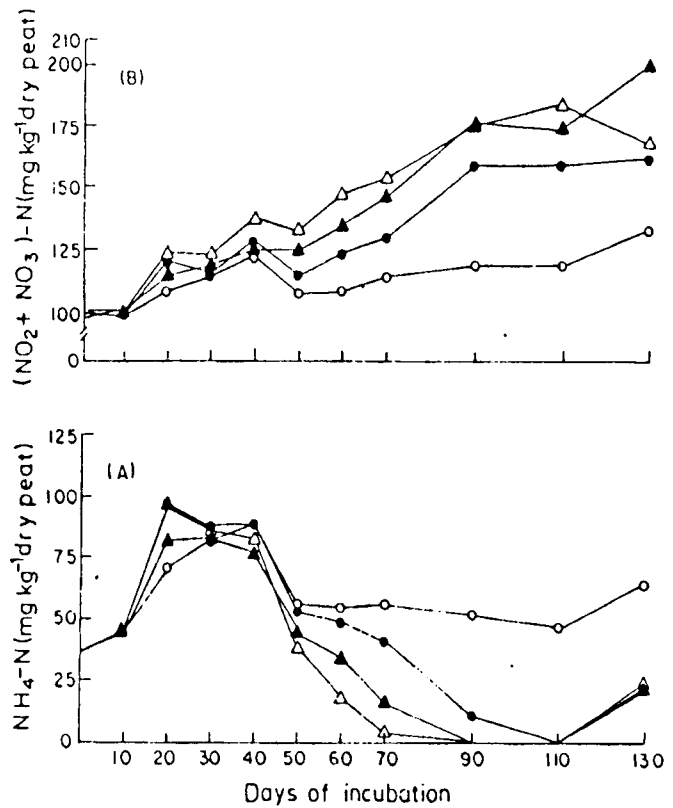 (NO₂ + NO₃) – N (mg kg⁻¹ dry peat)
210
200
(B)
175
150
125
100
0
NH₄–N (mg kg⁻¹ dry peat)
125
(A)
100
75
50
25
0
10 20 30 40 50 60 70 90 110 130
Days of incubation